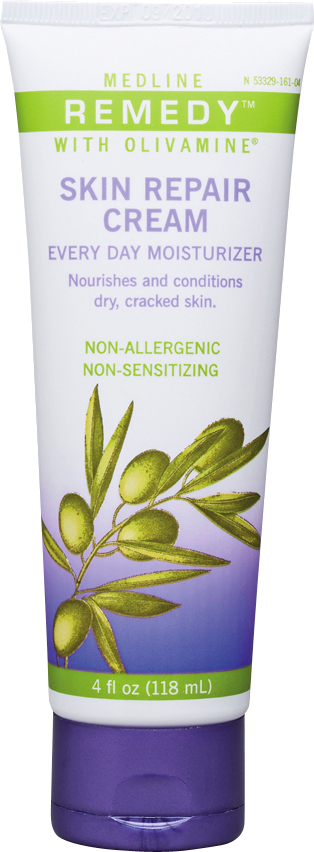 MEDLINE
N 53329-161-04
REMEDY™
WITH OLIVAMINE®
SKIN REPAIR
CREAM
EVERY DAY MOISTURIZER
Nourishes and conditions
dry, cracked skin.
NON-ALLERGENIC
NON-SENSITIZING
4 fl oz (118 mL)